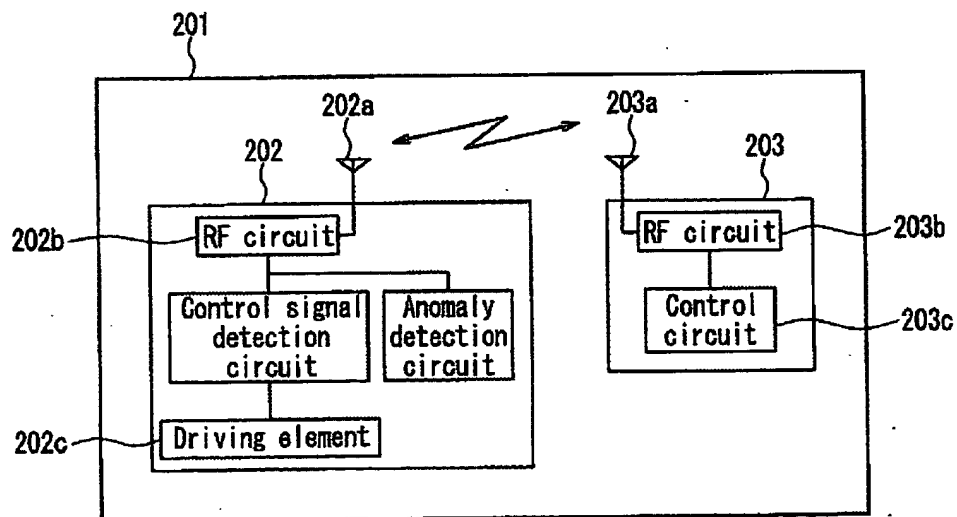 201
202a
203a
202
203
202b
RF circuit
RF circuit
203b
Control signal
detection
circuit
Anomaly
detection
circuit
Control
circuit
203c
202c
Driving element